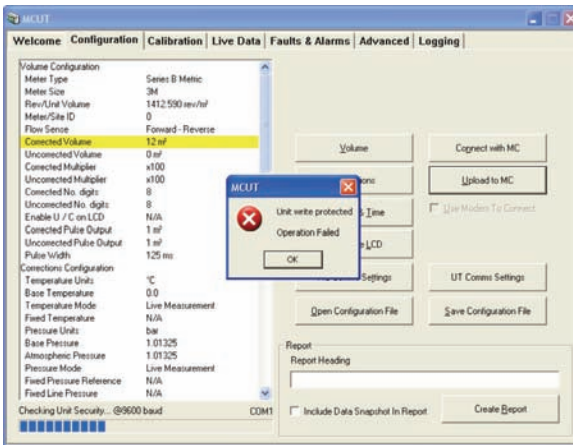 MCUT
Welcome Configuration Calibration Live Data Faults & Alarms Advanced Logging
Volume Configuration
Meter Type Series B Metric
Meter Size 3M
Rev/Unit Volume 1412.590 rev/m³
Meter/Site ID 0
Flow Sense Forward - Reverse
Corrected Volume 12 m³
Uncorrected Volume 0 m³
Corrected Multiplier x100
Uncorrected Multiplier x100
Corrected No. digits 8
Uncorrected No. digits 8
Enable U / C on LCD N/A
Corrected Pulse Output 1 m³
Uncorrected Pulse Output 1 m³
Pulse Width 125 ms
Corrections Configuration
Temperature Units °C
Base Temperature 0.0
Temperature Mode Live Measurement
Fixed Temperature N/A
Pressure Units bar
Base Pressure 1.01325
Atmospheric Pressure 1.01325
Pressure Mode Live Measurement
Fixed Pressure Reference N/A
Fixed Line Pressure N/A
Checking Unit Security... @9600 baud COM1
MCUT
Unit write protected
Operation Failed
OK
Volume
Connect with MC
Upload to MC
Time
LCD
Use Modem To Connect
Settings
UT Comms Settings
Open Configuration File
Save Configuration File
Report
Report Heading
Include Data Snapshot In Report
Create Report